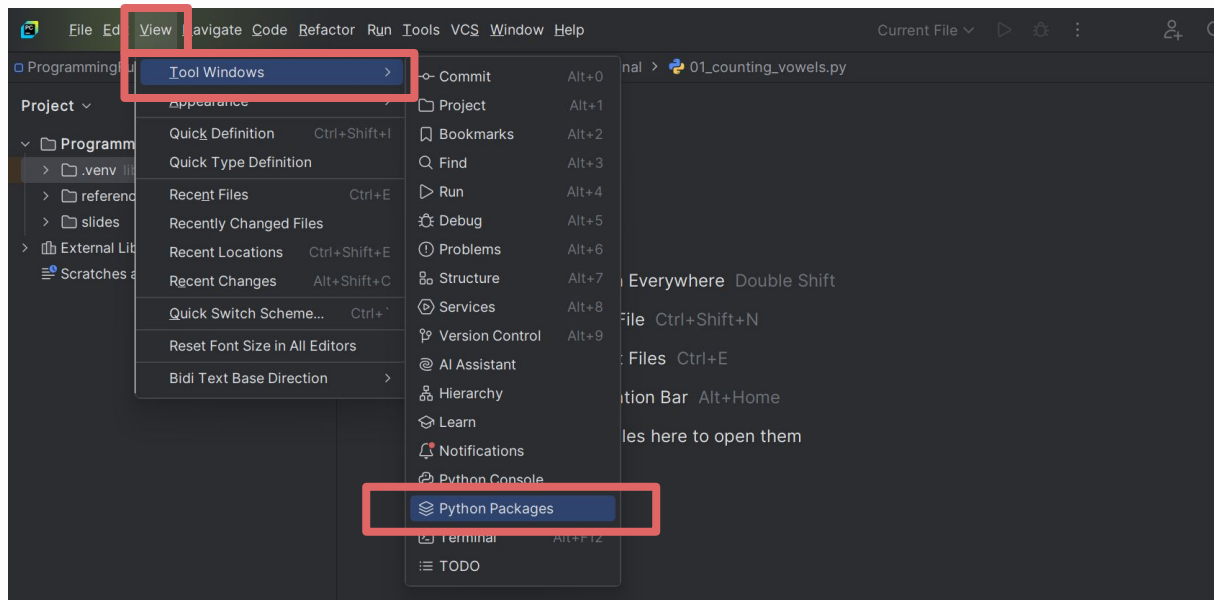 PC
File Ed View avigate Code Refactor Run Tools VCS Window Help
Current File
Programming u
nal > 01_counting_vowels.py
Project
Programm
.venv lib
referenc
slides
External Lib
Scratches a
Tool Windows
Appearance
Quick Definition Ctrl+Shift+I
Quick Type Definition
Recent Files Ctrl+E
Recently Changed Files
Recent Locations Ctrl+Shift+E
Recent Changes Alt+Shift+C
Quick Switch Scheme... Ctrl+`
Reset Font Size in All Editors
Bidi Text Base Direction
Commit Alt+0
Project Alt+1
Bookmarks Alt+2
Find Alt+3
Run Alt+4
Debug Alt+5
Problems Alt+6
Structure Alt+7
Services Alt+8
Version Control Alt+9
AI Assistant
Hierarchy
Learn
Notifications
Python Console
Python Packages
Terminal Alt+F12
TODO
Everywhere Double Shift
File Ctrl+Shift+N
Files Ctrl+E
tion Bar Alt+Home
les here to open them